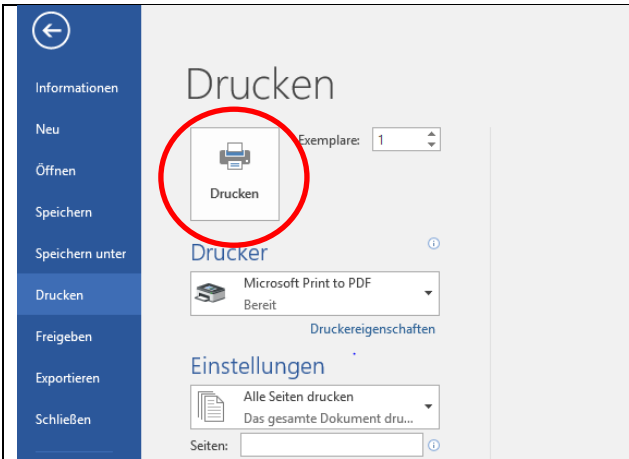 Informationen
Neu
Öffnen
Speichern
Speichern unter
Drucken
Freigeben
Exportieren
Schließen
Drucken
Exemplare: 1
Drucken
Drucker
Microsoft Print to PDF
Bereit
Druckereigenschaften
Einstellungen
Alle Seiten drucken
Das gesamte Dokument dru...
Seiten: